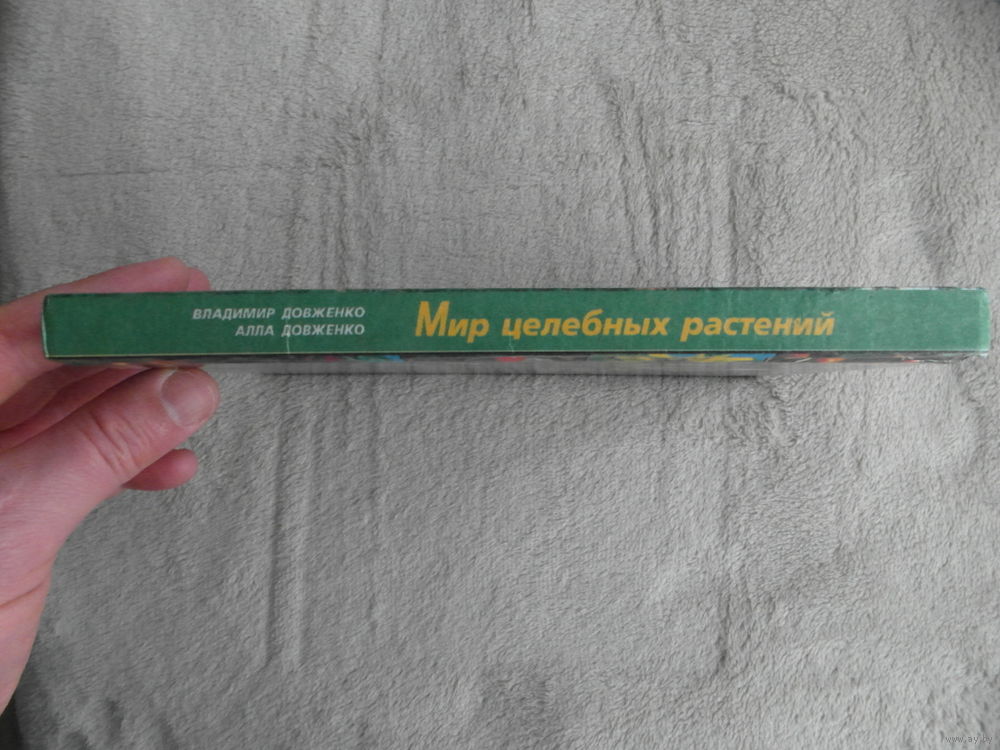 ВЛАДИМИР ДОВЖЕНКО
АЛЛА ДОВЖЕНКО
Мир целебных растений
www.ay.by